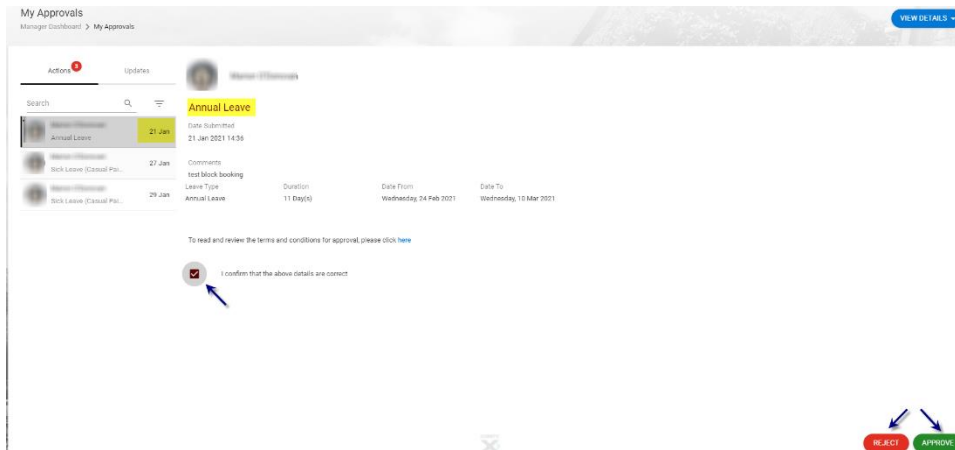 My Approvals
Manager Dashboard > My Approvals
VIEW DETAILS
Actions 3 Updates
Search
Annual Leave
21 Jan
Sick Leave (Casual Pai...
27 Jan
Sick Leave (Casual Pai...
29 Jan
Annual Leave
Date Submitted
21 Jan 2021 14:36
Comments
test block booking
Leave Type Duration Date From Date To
Annual Leave 11 Day(s) Wednesday, 24 Feb 2021 Wednesday, 10 Mar 2021
To read and review the terms and conditions for approval, please click here
I confirm that the above details are correct
REJECT APPROVE